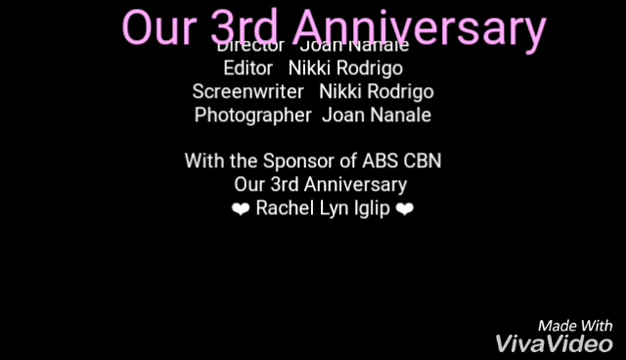 Our 3rd Anniversary
Director Joan Nanale
Editor Nikki Rodrigo
Screenwriter Nikki Rodrigo
Photographer Joan Nanale
With the Sponsor of ABS CBN
Our 3rd Anniversary
❤ Rachel Lyn Iglip ❤
Made With
VivaVideo